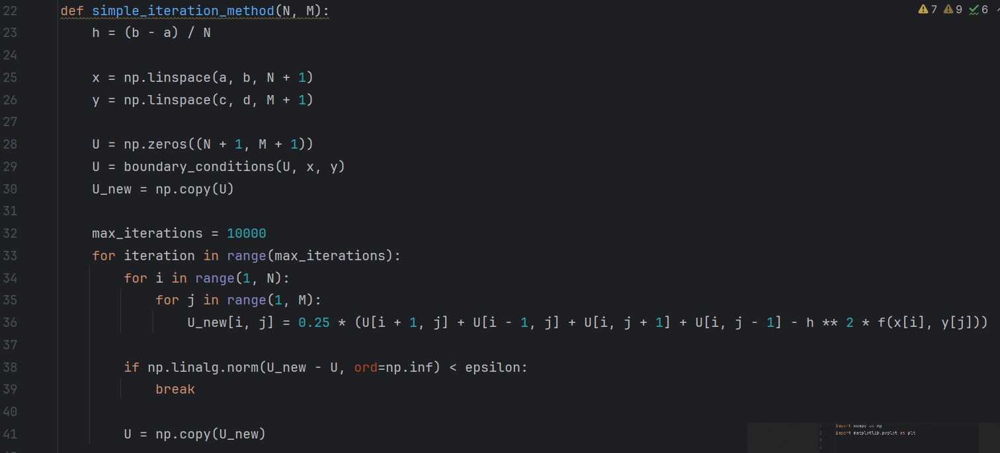 22 def simple_iteration_method(N, M):
23 h = (b - a) / N
24
25 x = np.linspace(a, b, N + 1)
26 y = np.linspace(c, d, M + 1)
27
28 U = np.zeros((N + 1, M + 1))
29 U = boundary_conditions(U, x, y)
30 U_new = np.copy(U)
31
32 max_iterations = 10000
33 for iteration in range(max_iterations):
34 for i in range(1, N):
35 for j in range(1, M):
36 U_new[i, j] = 0.25 * (U[i + 1, j] + U[i - 1, j] + U[i, j + 1] + U[i, j - 1] - h ** 2 * f(x[i], y[j]))
37
38 if np.linalg.norm(U_new - U, ord=np.inf) < epsilon:
39 break
40
41 U = np.copy(U_new)
7 9 6
1 import numpy as np
2 import matplotlib.pyplot as plt
3
4